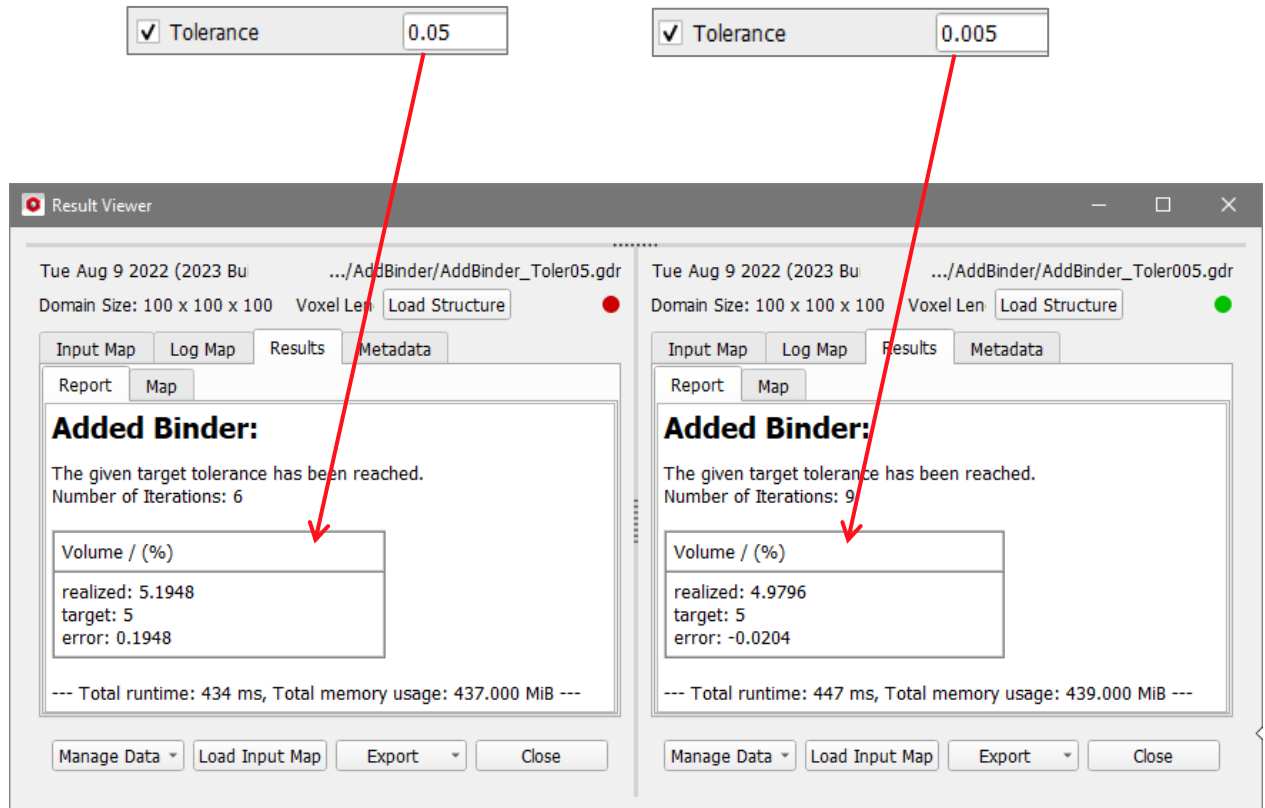 Tolerance 0.05
Tolerance 0.005
Result Viewer
Tue Aug 9 2022 (2023 Bui .../AddBinder/AddBinder_Toler05.gdr
Domain Size: 100 x 100 x 100 Voxel Len Load Structure
Input Map Log Map Results Metadata
Report Map
Added Binder:
The given target tolerance has been reached.
Number of Iterations: 6
Volume / (%)
realized: 5.1948
target: 5
error: 0.1948
--- Total runtime: 434 ms, Total memory usage: 437.000 MiB ---
Manage Data Load Input Map Export Close
Tue Aug 9 2022 (2023 Bui .../AddBinder/AddBinder_Toler005.gdr
Domain Size: 100 x 100 x 100 Voxel Len Load Structure
Input Map Log Map Results Metadata
Report Map
Added Binder:
The given target tolerance has been reached.
Number of Iterations: 9
Volume / (%)
realized: 4.9796
target: 5
error: -0.0204
--- Total runtime: 447 ms, Total memory usage: 439.000 MiB ---
Manage Data Load Input Map Export Close